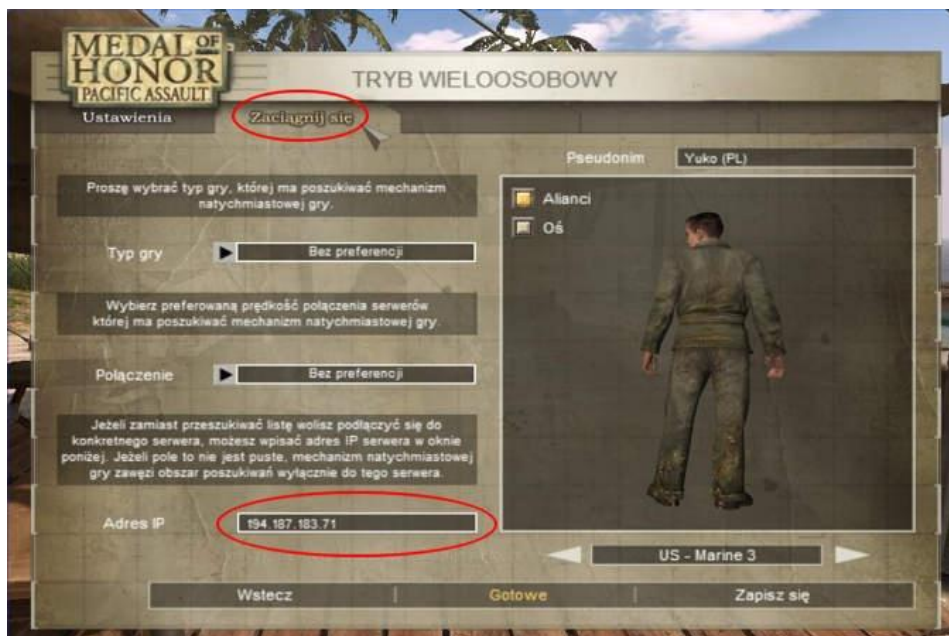 MEDAL OF
HONOR
PACIFIC ASSAULT
TRYB WIELOOSOBOWY
Ustawienia
Zaciągnij się
Pseudonim
Yuko (PL)
Proszę wybrać typ gry, której ma poszukiwać mechanizm
natychmiastowej gry.
Alianci
Oś
Typ gry
Bez preferencji
Wybierz preferowaną prędkość połączenia serwerów
której ma poszukiwać mechanizm natychmiastowej gry.
Połączenie
Bez preferencji
Jeżeli zamiast przeszukiwać listę wolisz podłączyć się do
konkretnego serwera, możesz wpisać adres IP serwera w oknie
poniżej. Jeżeli pole to nie jest puste, mechanizm natychmiastowej
gry zawęzi obszar poszukiwań wyłącznie do tego serwera.
Adres IP
194.187.183.71
US - Marine 3
Wstecz
Gotowe
Zapisz się